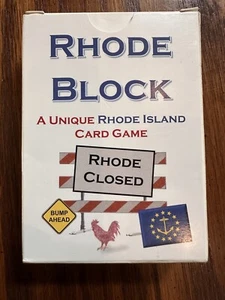 RHODE
BLOCK
A UNIQUE RHODE ISLAND
CARD GAME
RHODE
CLOSED
BUMP
AHEAD